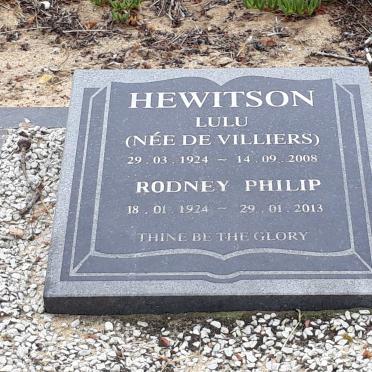 HEWITSON
LULU
(NÉE DE VILLIERS)
29 . 03 . 1924 ~ 14 . 09 . 2008
RODNEY PHILIP
18 . 01 . 1924 ~ 29 . 01 . 2013
THINE BE THE GLORY